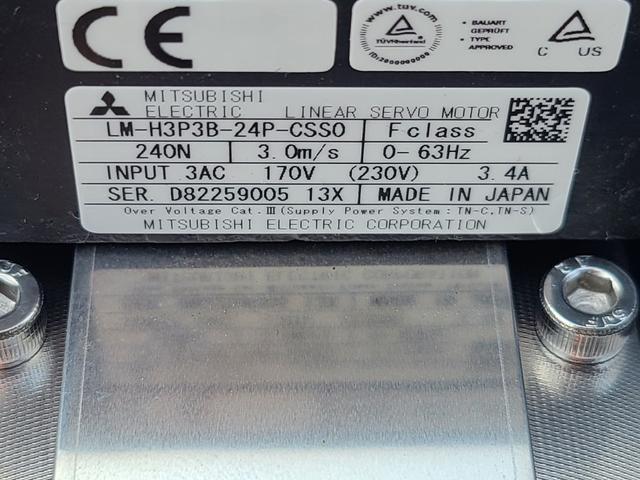 CE
www.tuv.com
TÜVRheinland
• BAUART
GEPRÜFT
• TYPE
APPROVED
C US
MITSUBISHI
ELECTRIC LINEAR SERVO MOTOR
LM-H3P3B-24P-CSS0 F class
240N 3.0m/s 0- 63Hz
INPUT 3AC 170V (230V) 3.4A
SER. D82259005 13X MADE IN JAPAN
Over Voltage Cat. Ⅲ (Supply Power System : TN-C, TN-S)
MITSUBISHI ELECTRIC CORPORATION